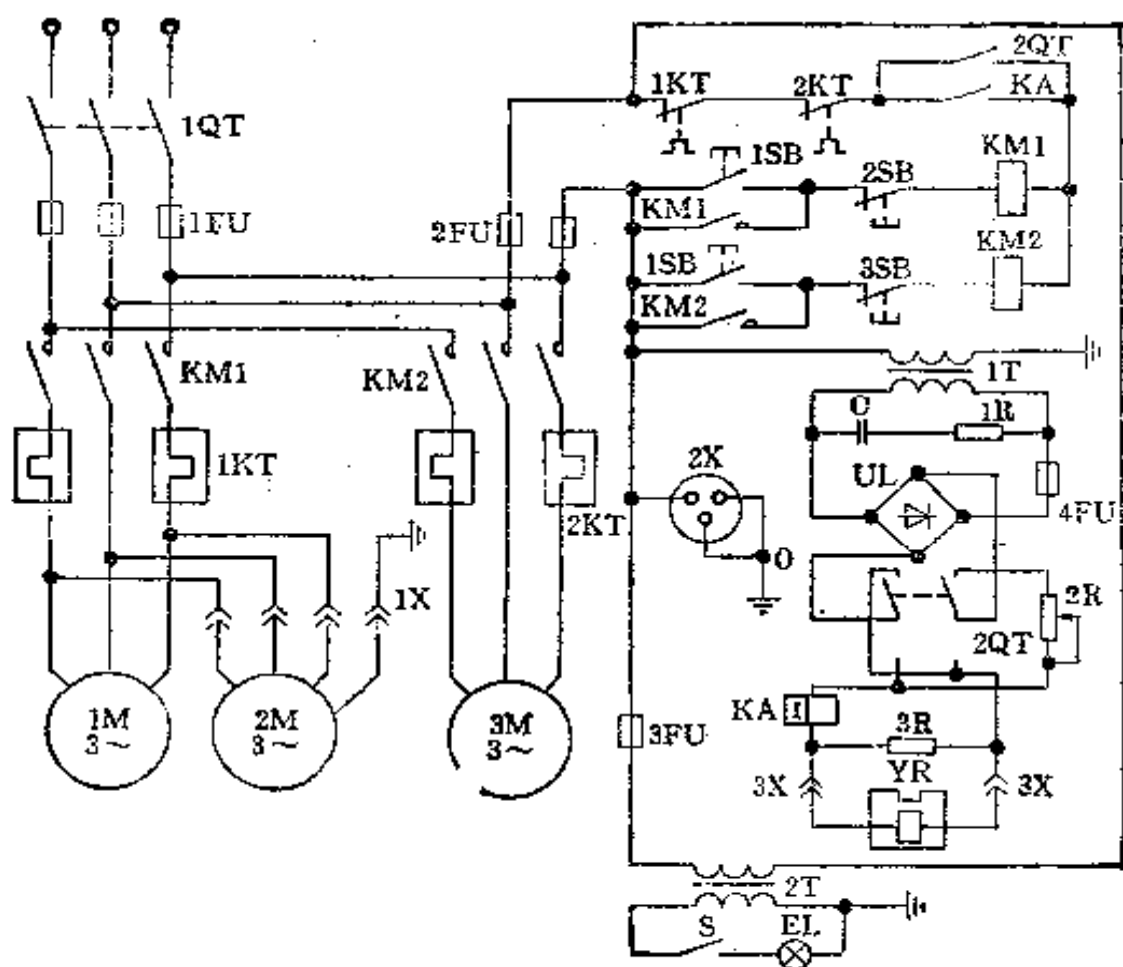 1QT
1FU
2FU
KM1
KM2
1KT
2KT
1X
1M
3~
2M
3~
3M
3~
2QT
1KT
2KT
KA
1SB
2SB
KM1
KM1
1SB
3SB
KM2
KM2
1T
C
1R
2X
UL
4FU
O
2R
2QT
KA
I
3R
3FU
3X
YR
3X
2T
S
EL